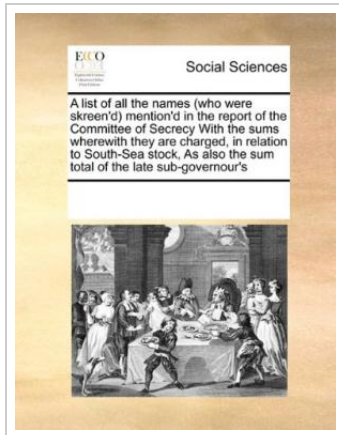 ECCO
Social Sciences
A list of all the names (who were
skreen'd) mention'd in the report of the
Committee of Secrecy With the sums
wherewith they are charged, in relation
to South-Sea stock, As also the sum
total of the late sub-governour's